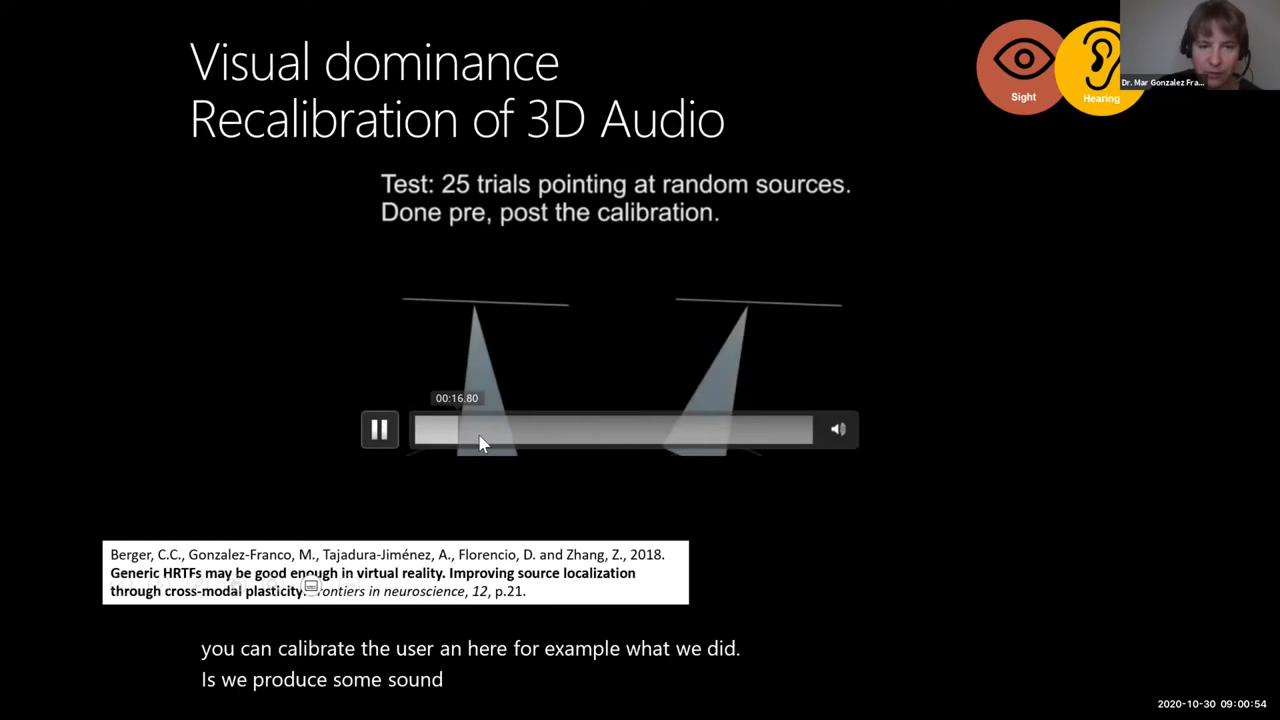 Visual dominance
Recalibration of 3D Audio
Sight
Hearing
Dr. Mar Gonzalez Fra...
Test: 25 trials pointing at random sources.
Done pre, post the calibration.
00:16.80
Berger, C.C., Gonzalez-Franco, M., Tajadura-Jiménez, A., Florencio, D. and Zhang, Z., 2018.
Generic HRTFs may be good enough in virtual reality. Improving source localization
through cross-modal plasticity. Frontiers in neuroscience, 12, p.21.
you can calibrate the user an here for example what we did.
Is we produce some sound
2020-10-30 09:00:54